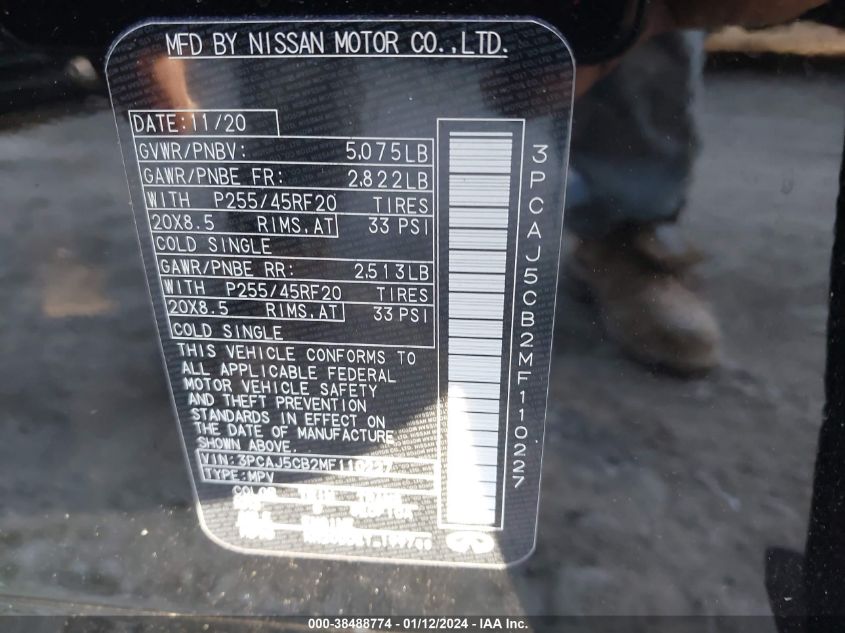 MFD BY NISSAN MOTOR CO.,LTD.
DATE:11/20
GVWR/PNBV: 5,075LB
GAWR/PNBE FR: 2,822LB
WITH P255/45RF20 TIRES
20X8.5 RIMS,AT 33 PSI
COLD SINGLE
GAWR/PNBE RR: 2,513LB
WITH P255/45RF20 TIRES
20X8.5 RIMS,AT 33 PSI
COLD SINGLE
THIS VEHICLE CONFORMS TO
ALL APPLICABLE FEDERAL
MOTOR VEHICLE SAFETY
AND THEFT PREVENTION
STANDARDS IN EFFECT ON
THE DATE OF MANUFACTURE
SHOWN ABOVE.
VIN:3PCAJ5CB2MF110227
TYPE:MPV
COLOR TRIM TRANS
3PCAJ5CB2MF110227
000-38488774 - 01/12/2024 - IAA Inc.